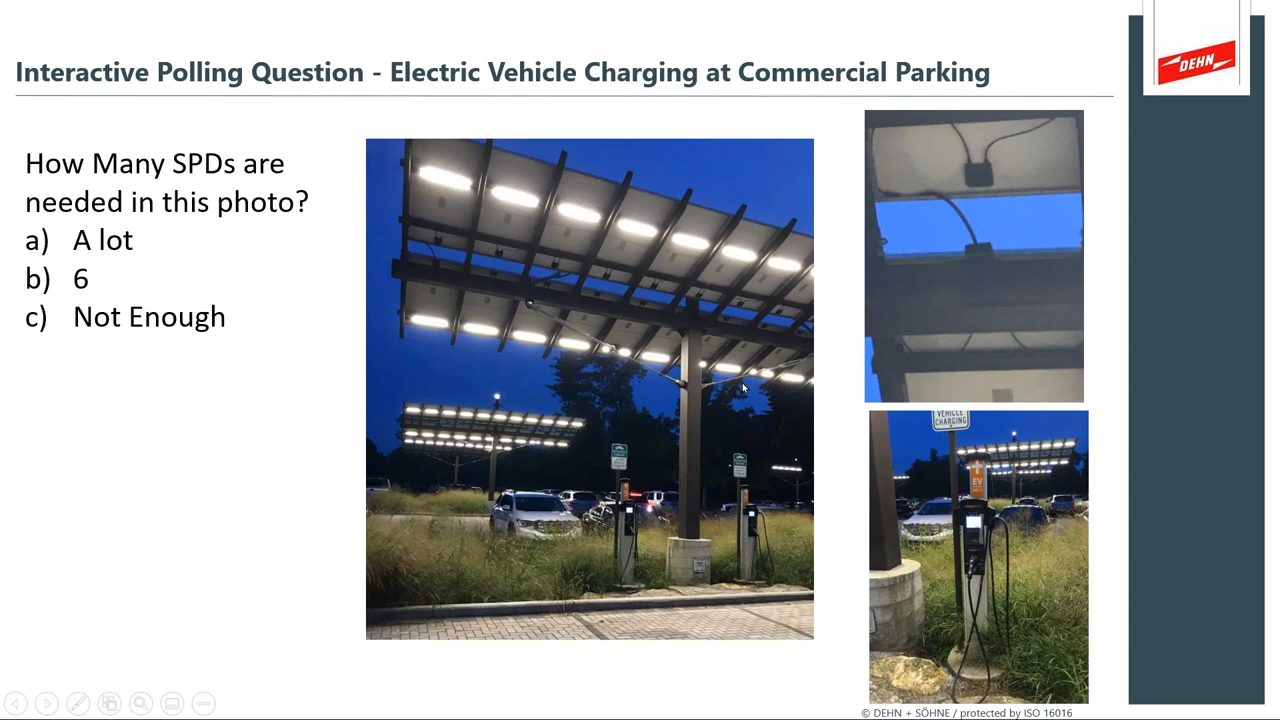 Interactive Polling Question - Electric Vehicle Charging at Commercial Parking
DEHN
How Many SPDs are
needed in this photo?
a) A lot
b) 6
c) Not Enough
VEHICLE
CHARGING
EV
© DEHN + SÖHNE / protected by ISO 16016